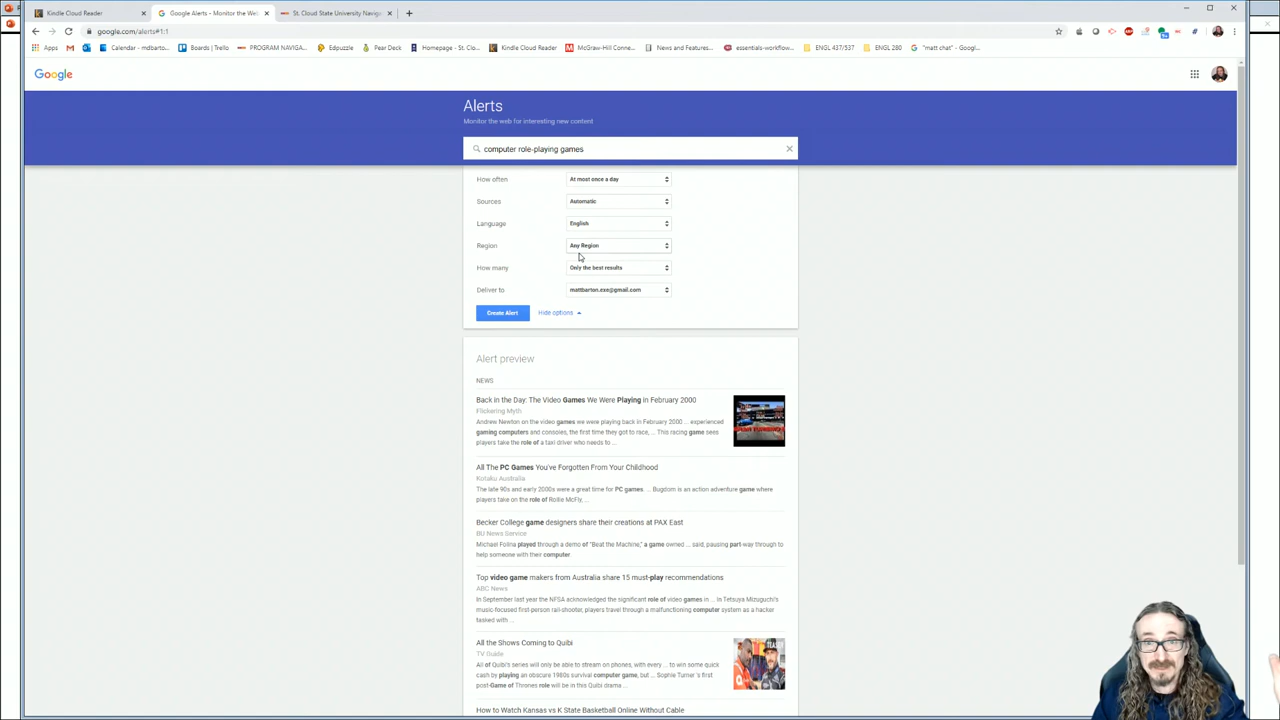 Kindle Cloud Reader
Google Alerts - Monitor the We
St. Cloud State University Navig
google.com/alerts#1:1
Apps
Calendar - mdbarto...
Boards | Trello
PROGRAM NAVIGA...
Edpuzzle
Pear Deck
Homepage - St. Clo...
Kindle Cloud Reader
McGraw-Hill Conne...
News and Features...
essentials-workflow...
ENGL 437/537
ENGL 280
"matt chat" - Googl...
Google
Alerts
Monitor the web for interesting new content
computer role-playing games
How often At most once a day
Sources Automatic
Language English
Region Any Region
How many Only the best results
Deliver to mattbarton.exe@gmail.com
Create Alert Hide options
Alert preview
NEWS
Back in the Day: The Video Games We Were Playing in February 2000
Flickering Myth
Andrew Newton on the video games we were playing back in February 2000 ... experienced
gaming computers and consoles, the first time they got to race, ... This racing game sees
players take the role of a taxi driver who needs to ...
All The PC Games You've Forgotten From Your Childhood
Kotaku Australia
The late 90s and early 2000s were a great time for PC games. ... Bugdom is an action adventure game where
players take on the role of Rollie McFly, ...
Becker College game designers share their creations at PAX East
BU News Service
Michael Folina played through a demo of "Beat the Machine," a game owned ... said, pausing part-way through to
help someone with their computer
Top video game makers from Australia share 15 must-play recommendations
ABC News
In September last year the NFSA acknowledged the significant role of video games in ... In Tetsuya Mizuguchi's
music-focused first-person rail-shooter, players travel through a malfunctioning computer system as a hacker
tasked with ...
All the Shows Coming to Quibi
TV Guide
All of Quibi's series will only be able to stream on phones, with every ... to win some quick
cash by playing an obscure 1980s survival computer game, but ... Sophie Turner 's first
post-Game of Thrones role will be in this Quibi drama ...
How to Watch Kansas vs K State Basketball Online Without Cable